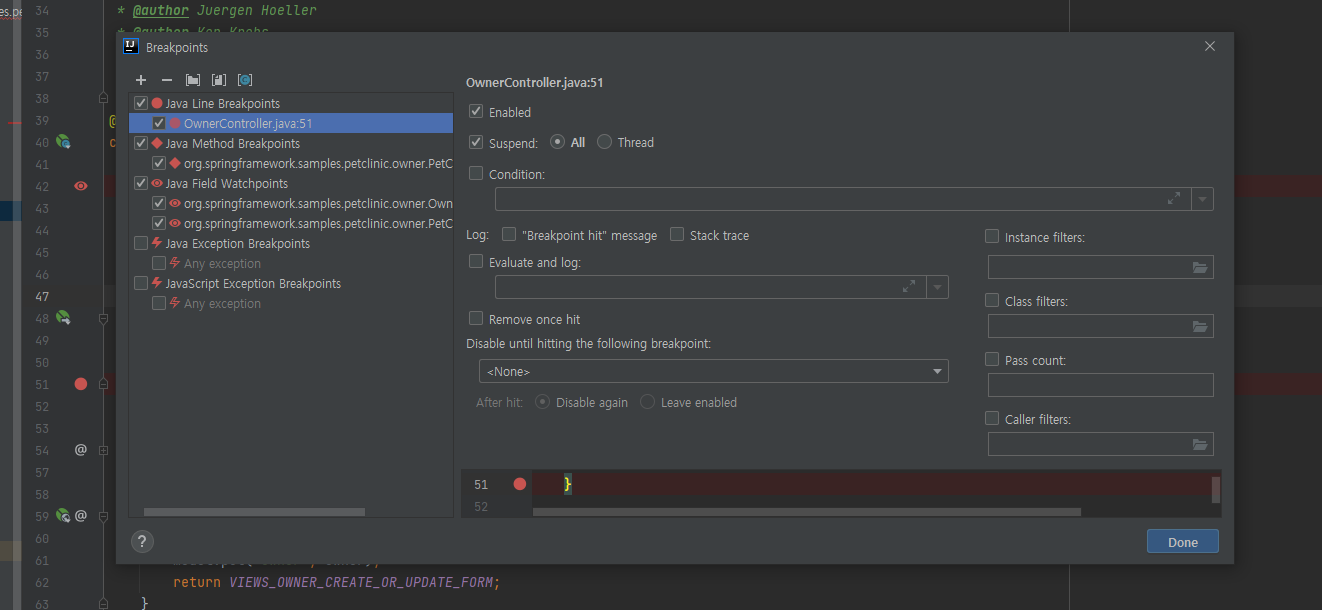 es.pe
34 * @author Juergen Hoeller
35 * @author Ken Krebs
36
37
38
39 @
40 c
41
42
43
44
45
46
47
48
49
50
51
52
53
54 @
57
58
59 @
60
61
62 return VIEWS_OWNER_CREATE_OR_UPDATE_FORM;
63 }
Breakpoints
Java Line Breakpoints
OwnerController.java:51
Java Method Breakpoints
org.springframework.samples.petclinic.owner.PetC
Java Field Watchpoints
org.springframework.samples.petclinic.owner.Own
org.springframework.samples.petclinic.owner.PetC
Java Exception Breakpoints
Any exception
JavaScript Exception Breakpoints
Any exception
OwnerController.java:51
Enabled
Suspend: All Thread
Condition:
Log: "Breakpoint hit" message Stack trace
Evaluate and log:
Remove once hit
Disable until hitting the following breakpoint:
<None>
After hit: Disable again Leave enabled
Instance filters:
Class filters:
Pass count:
Caller filters:
51 }
52
?
Done